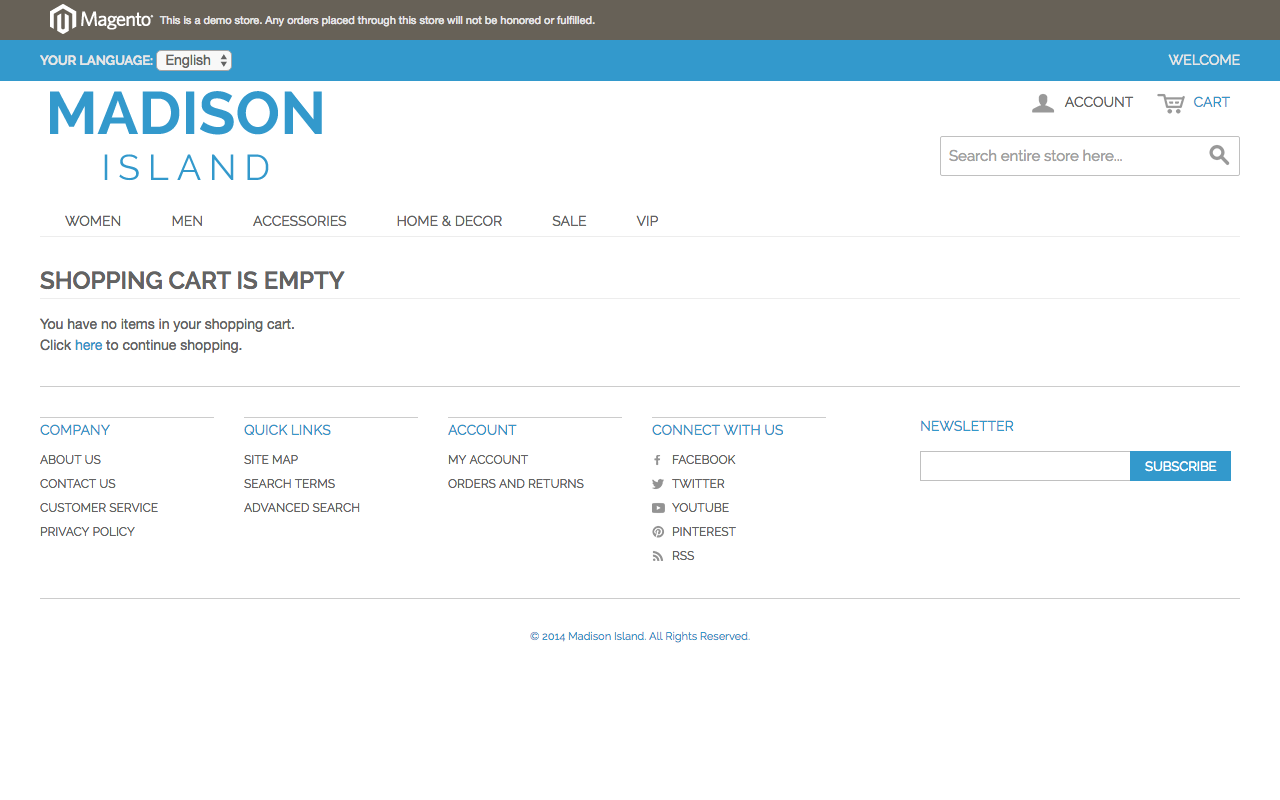 Magento® This is a demo store. Any orders placed through this store will not be honored or fulfilled.
YOUR LANGUAGE: English WELCOME
MADISON
ISLAND
ACCOUNT CART
Search entire store here...
WOMEN MEN ACCESSORIES HOME & DECOR SALE VIP
SHOPPING CART IS EMPTY
You have no items in your shopping cart.
Click here to continue shopping.
COMPANY
ABOUT US
CONTACT US
CUSTOMER SERVICE
PRIVACY POLICY
QUICK LINKS
SITE MAP
SEARCH TERMS
ADVANCED SEARCH
ACCOUNT
MY ACCOUNT
ORDERS AND RETURNS
CONNECT WITH US
FACEBOOK
TWITTER
YOUTUBE
PINTEREST
RSS
NEWSLETTER
SUBSCRIBE
© 2014 Madison Island. All Rights Reserved.